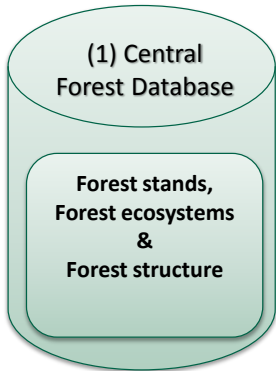 (1) Central
Forest Database
Forest stands,
Forest ecosystems
&
Forest structure